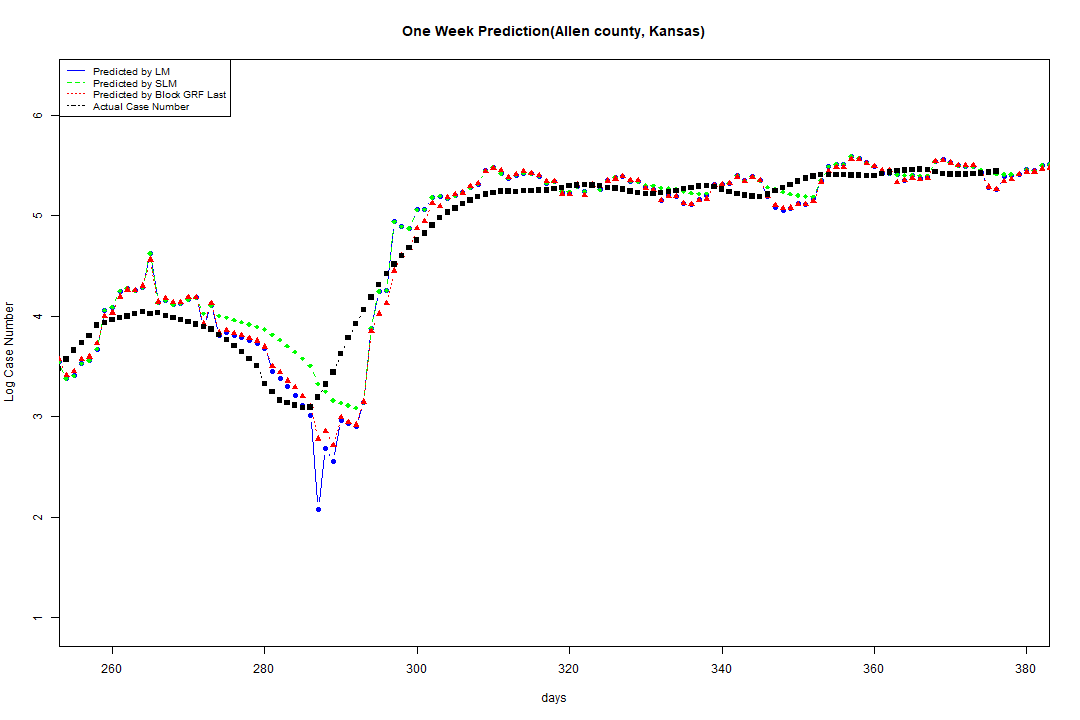 One Week Prediction(Allen county, Kansas)
Predicted by LM
Predicted by SLM
Predicted by Block GRF Last
Actual Case Number
Log Case Number
6
5
4
3
2
1
260 280 300 320 340 360 380
days